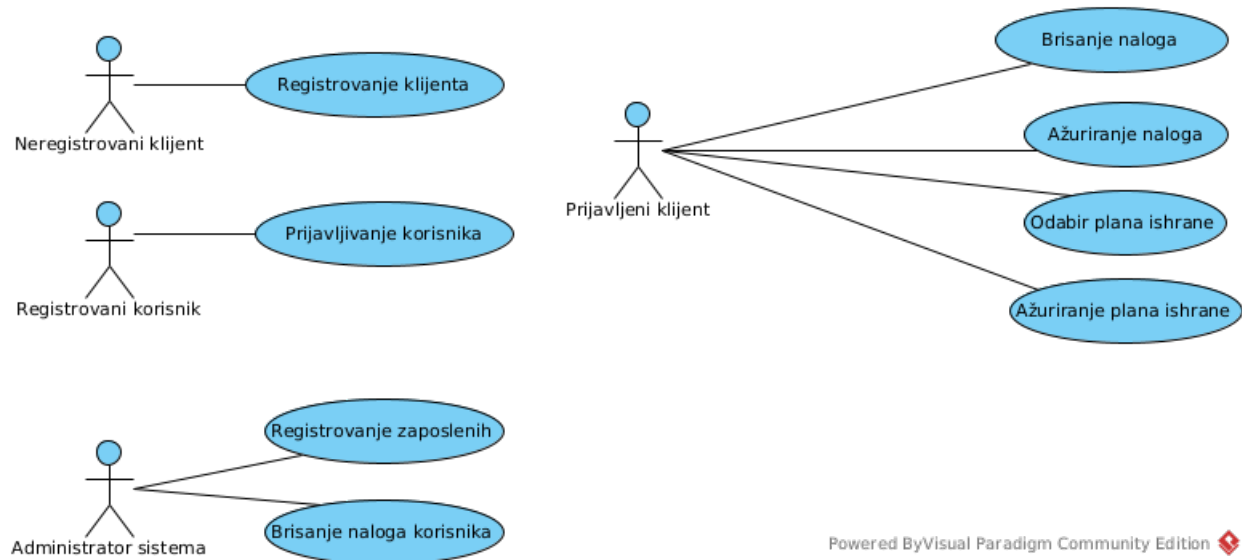 Registrovanje klijenta
Neregistrovani klijent
Prijavljivanje korisnika
Registrovani korisnik
Registrovanje zaposlenih
Brisanje naloga korisnika
Administrator sistema
Brisanje naloga
Ažuriranje naloga
Prijavljeni klijent
Odabir plana ishrane
Ažuriranje plana ishrane
Powered ByVisual Paradigm Community Edition